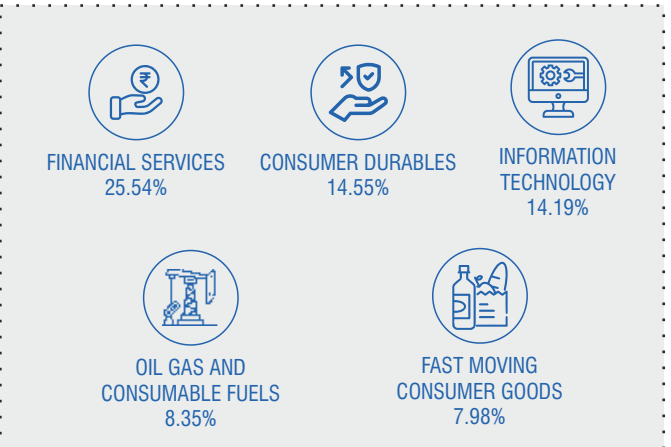 ₹
FINANCIAL SERVICES
25.54%
CONSUMER DURABLES
14.55%
INFORMATION
TECHNOLOGY
14.19%
OIL GAS AND
CONSUMABLE FUELS
8.35%
FAST MOVING
CONSUMER GOODS
7.98%